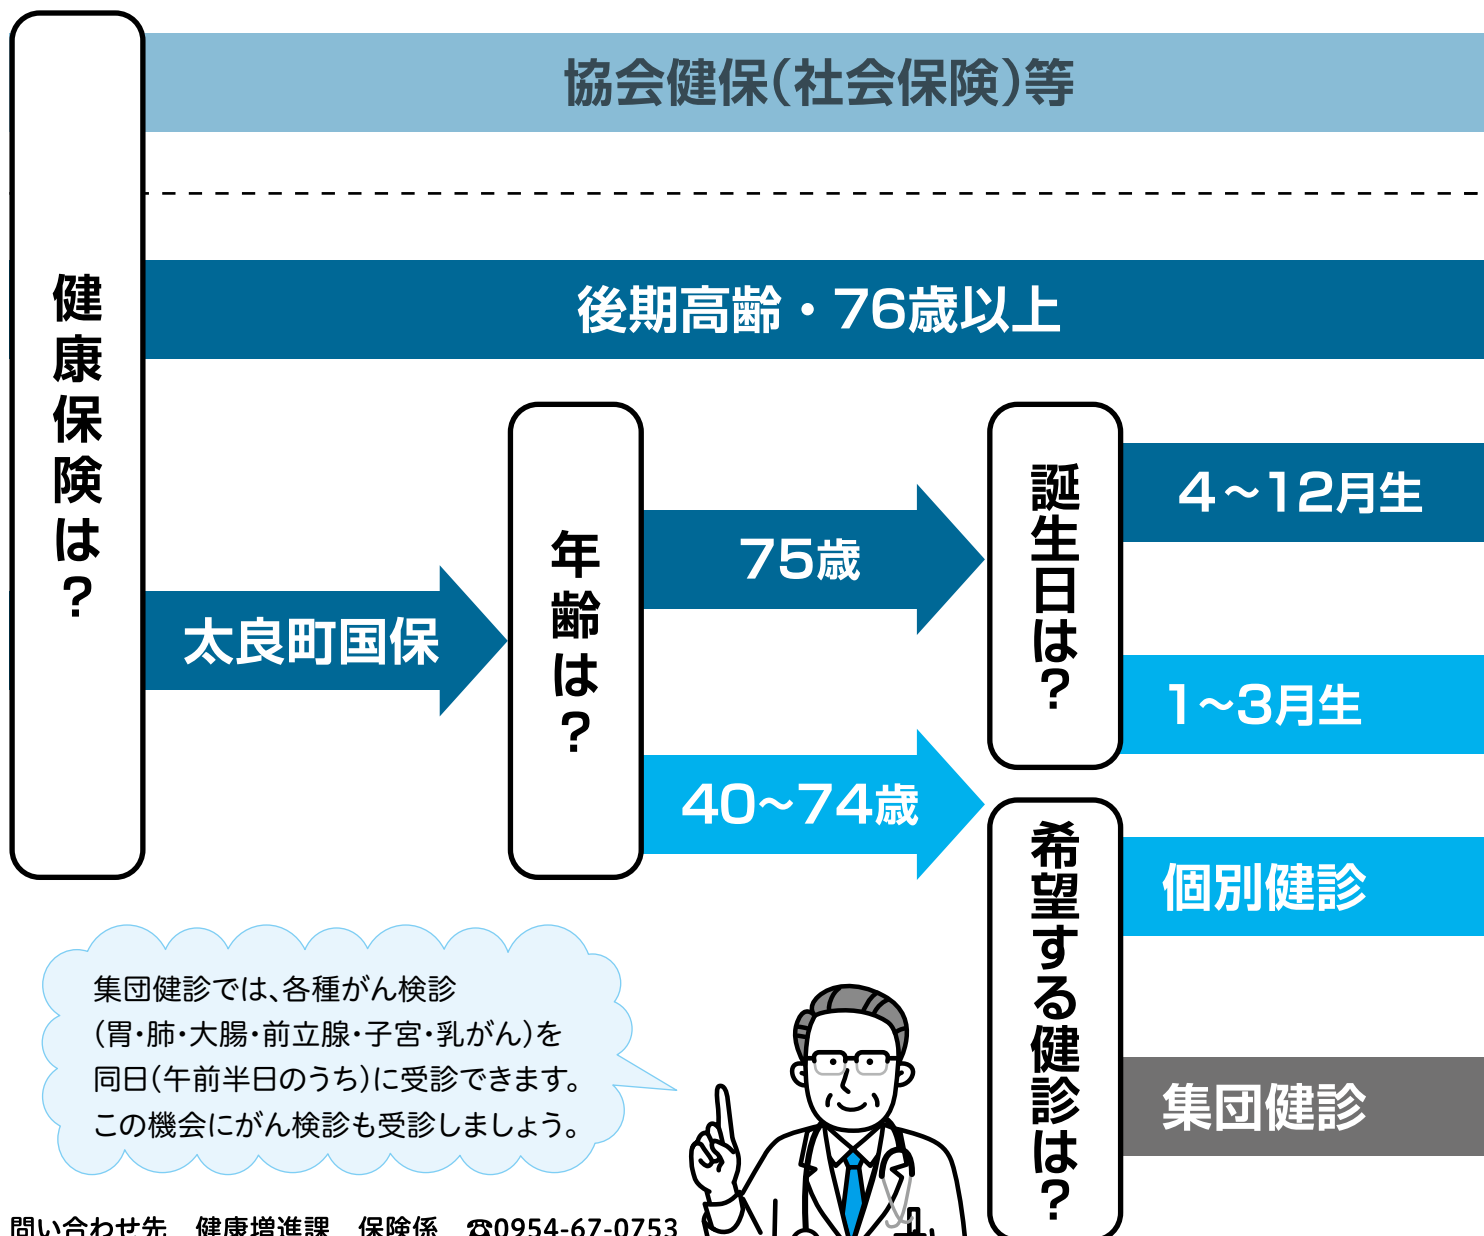 健康保険は？
協会健保（社会保険）等
後期高齢・76歳以上
太良町国保
年齢は？
75歳
40～74歳
誕生日は？
4～12月生
1～3月生
希望する健診は？
個別健診
集団健診
集団健診では、各種がん検診
（胃・肺・大腸・前立腺・子宮・乳がん）を
同日（午前半日のうち）に受診できます。
この機会にがん検診も受診しましょう。
問い合わせ先　健康増進課　保険係　☎0954-67-0753